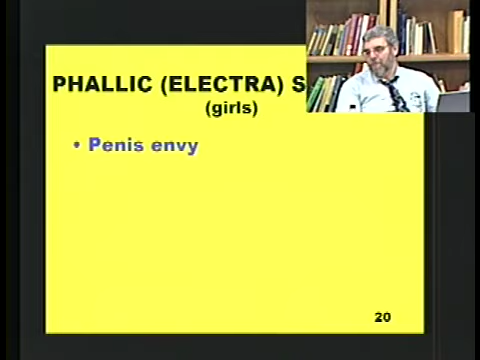 PHALLIC (ELECTRA) S
(girls)
• Penis envy
20